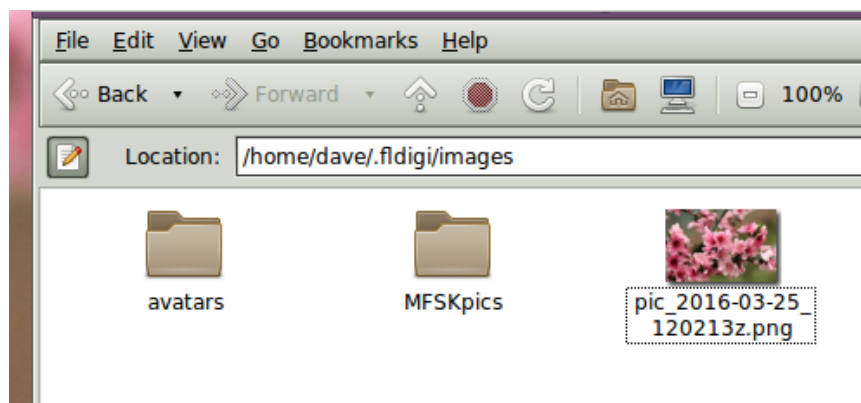 File Edit View Go Bookmarks Help
Back Forward 100%
Location: /home/dave/.fldigi/images
avatars MFSKpics pic_2016-03-25_
120213z.png